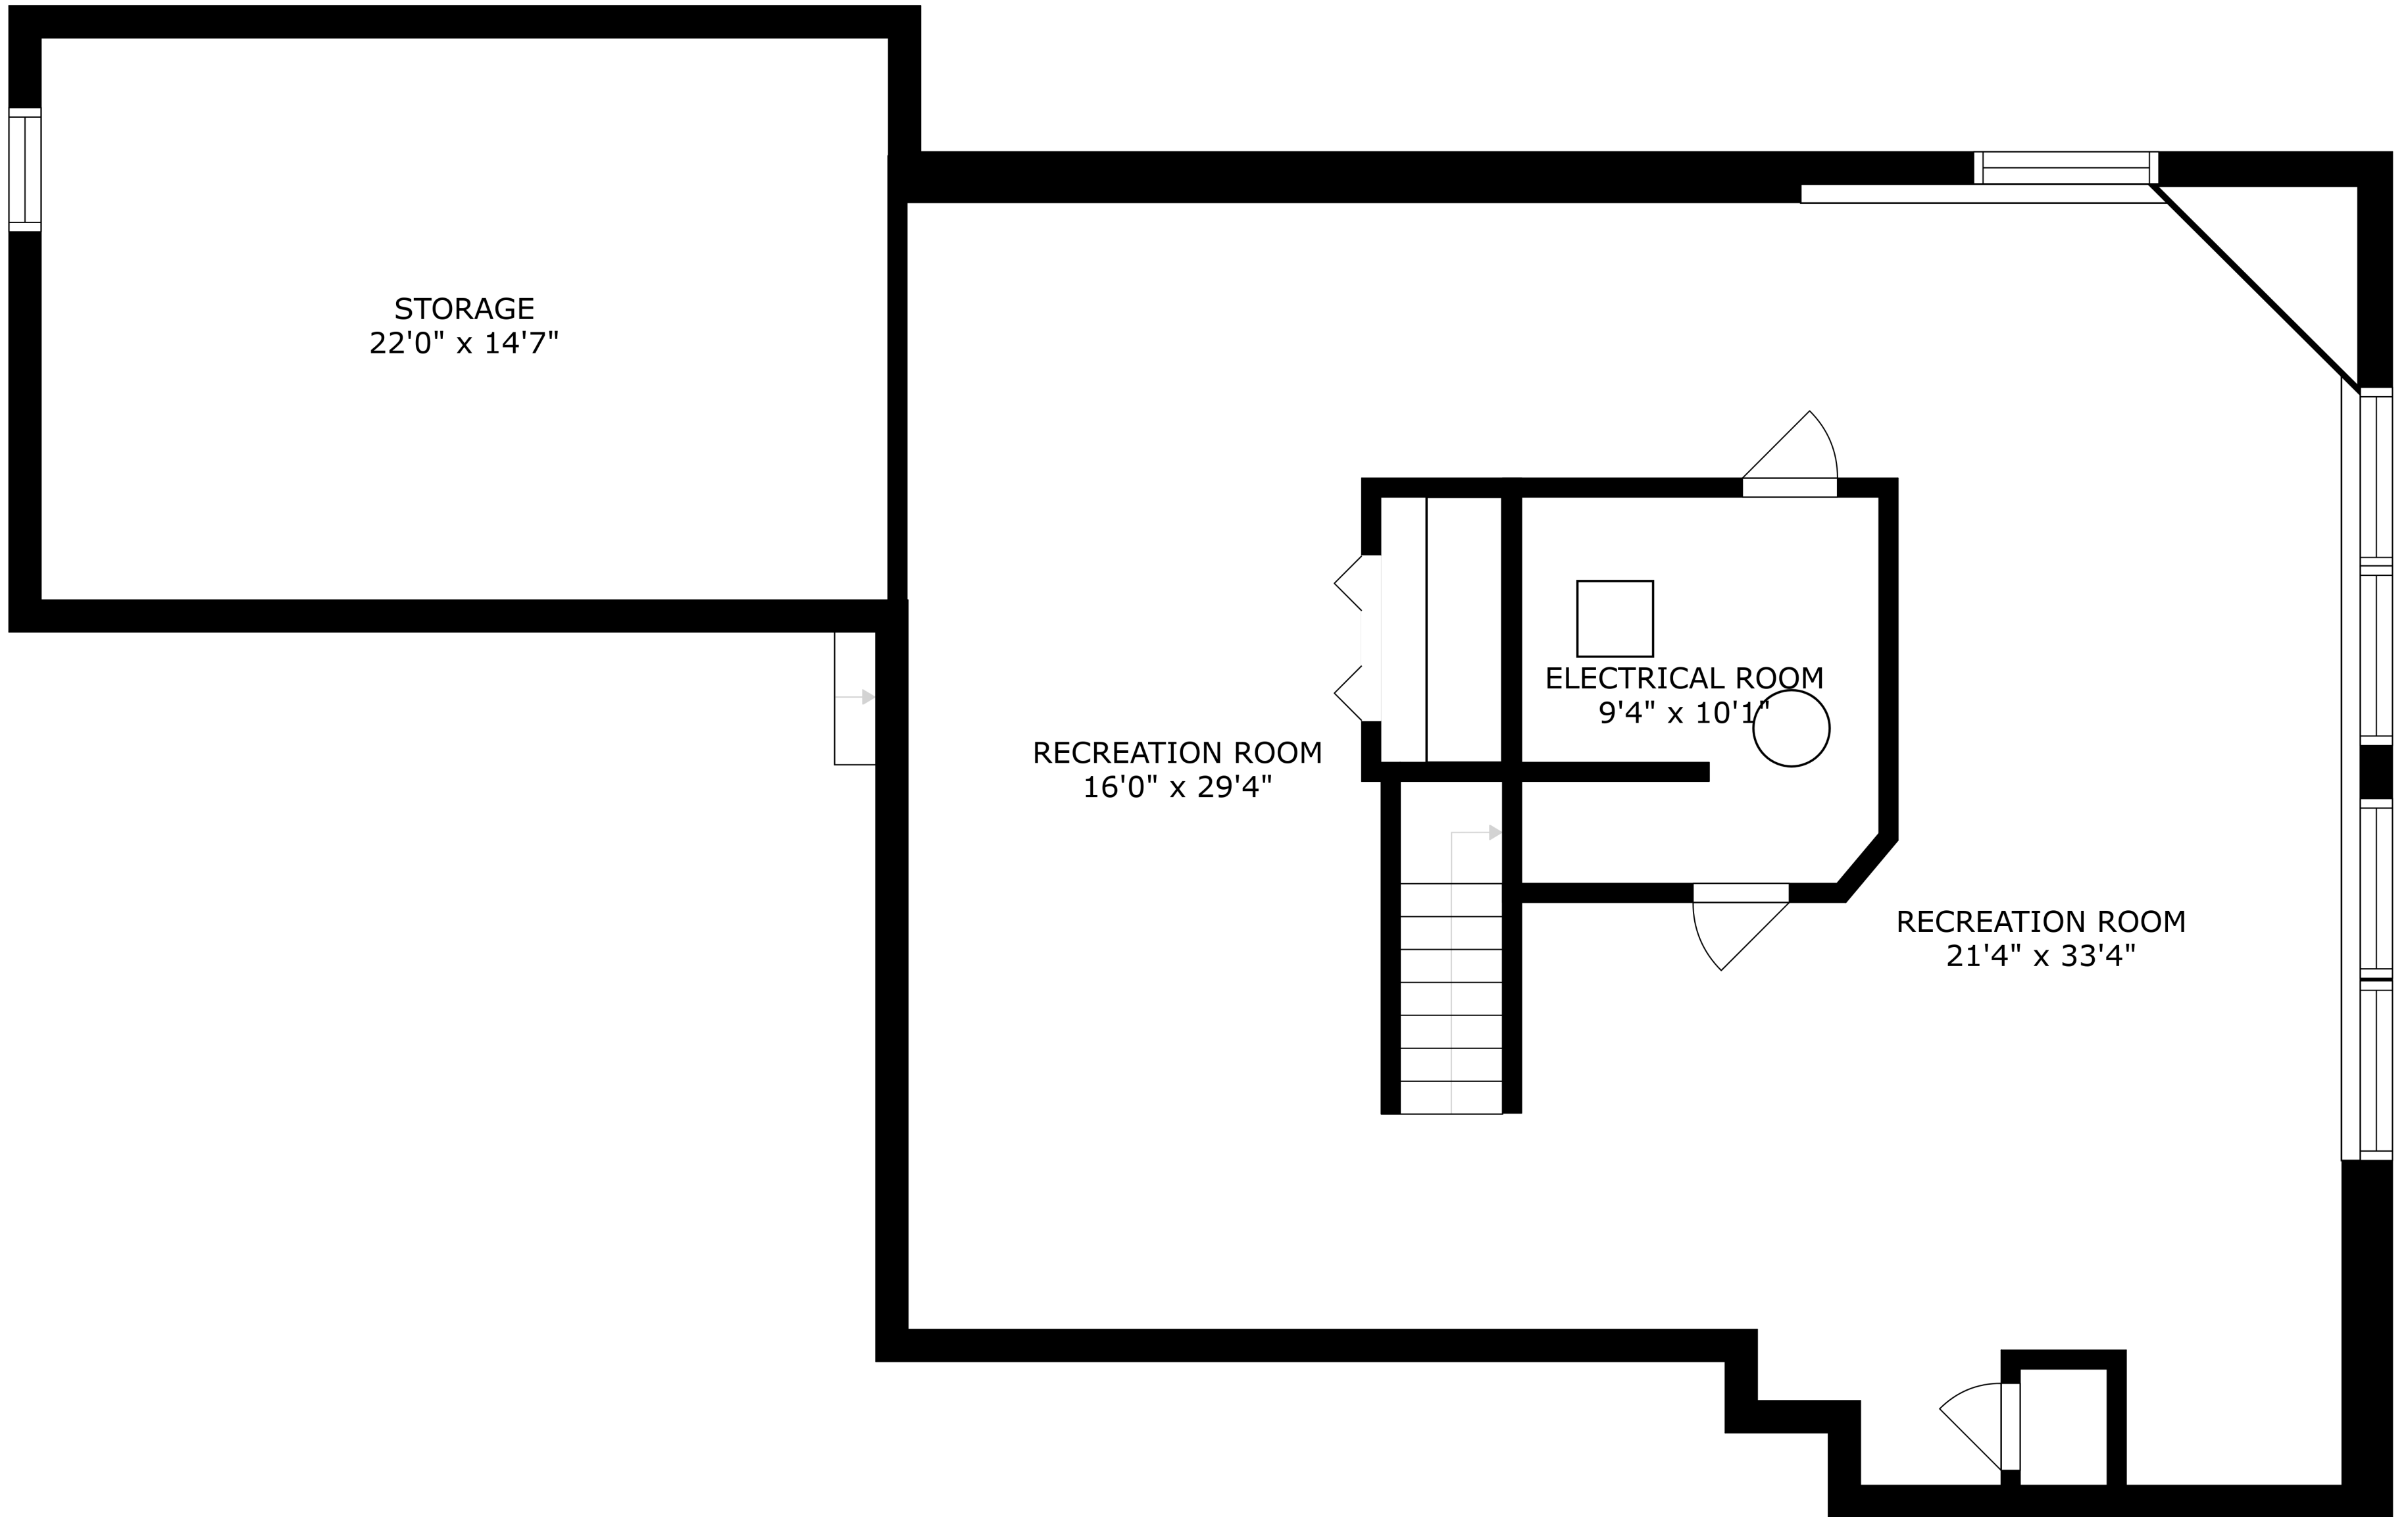 STORAGE
22'0" x 14'7"
ELECTRICAL ROOM
9'4" x 10'1"
RECREATION ROOM
16'0" x 29'4"
RECREATION ROOM
21'4" x 33'4"